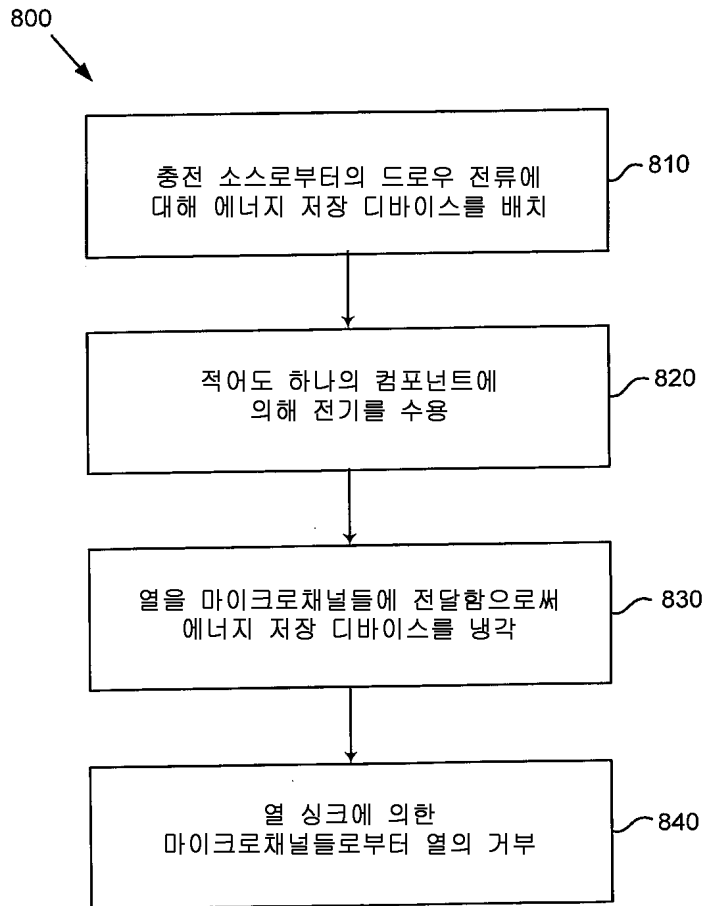 800
충전 소스로부터의 드로우 전류에
대해 에너지 저장 디바이스를 배치
810
적어도 하나의 컴포넌트에
의해 전기를 수용
820
열을 마이크로채널들에 전달함으로써
에너지 저장 디바이스를 냉각
830
열 싱크에 의한
마이크로채널들로부터 열의 거부
840